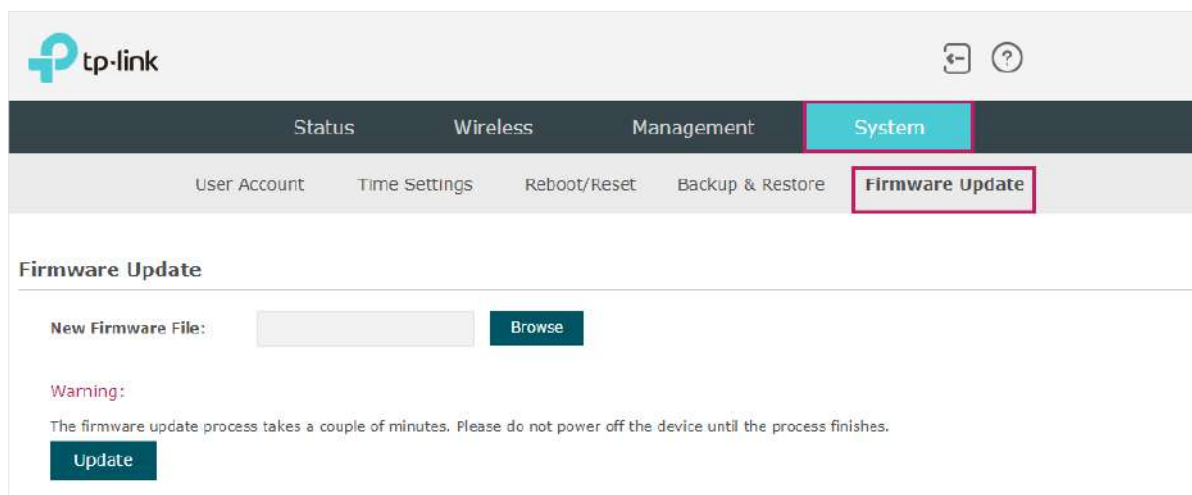 tp-link
Status Wireless Management System
User Account Time Settings Reboot/Reset Backup & Restore Firmware Update
Firmware Update
New Firmware File: Browse
Warning:
The firmware update process takes a couple of minutes. Please do not power off the device until the process finishes.
Update